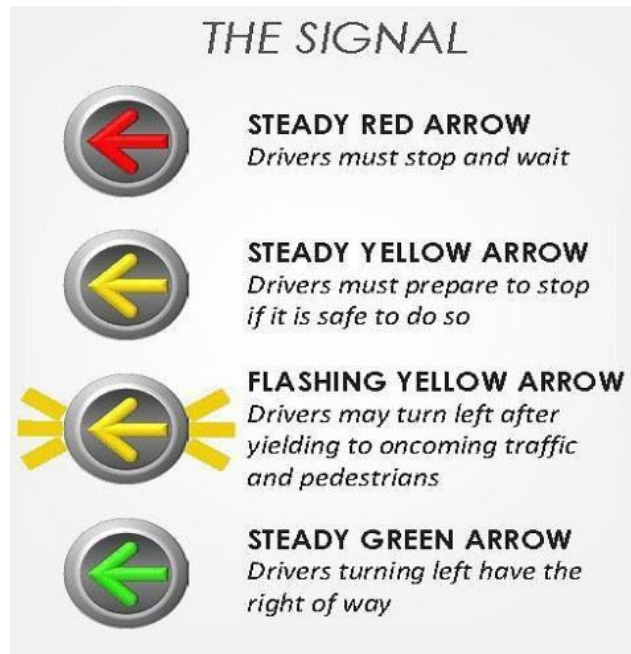 THE SIGNAL
STEADY RED ARROW
Drivers must stop and wait
STEADY YELLOW ARROW
Drivers must prepare to stop
if it is safe to do so
FLASHING YELLOW ARROW
Drivers may turn left after
yielding to oncoming traffic
and pedestrians
STEADY GREEN ARROW
Drivers turning left have the
right of way